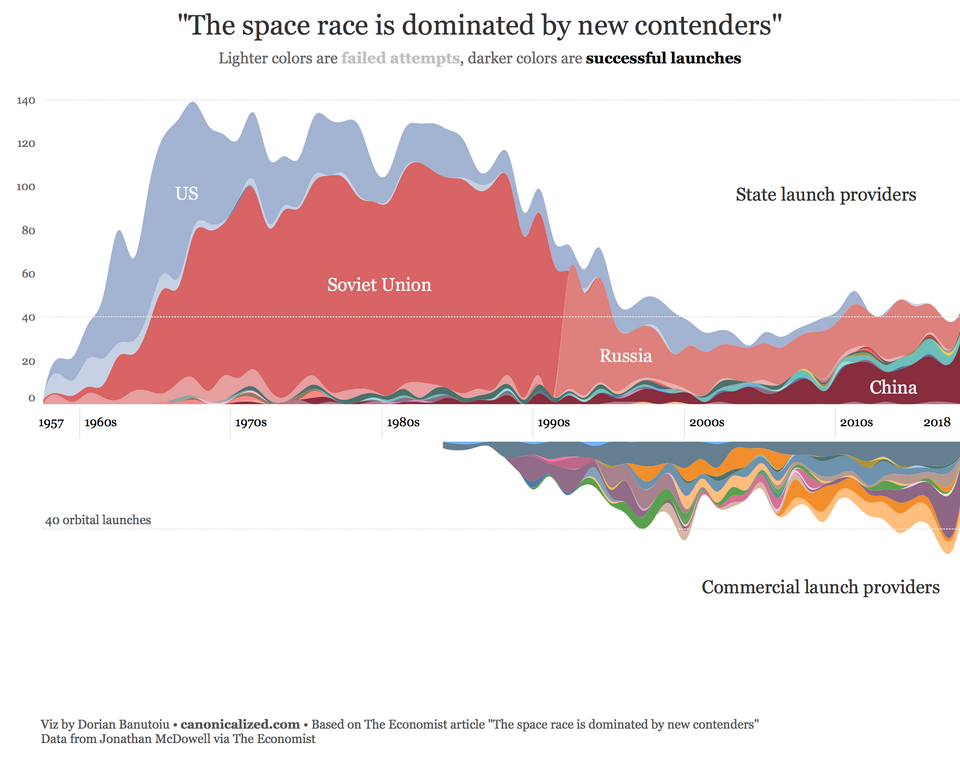 "The space race is dominated by new contenders"
Lighter colors are failed attempts, darker colors are successful launches
140
120
100
80
60
40
20
0
US
Soviet Union
Russia
China
State launch providers
1957 1960s 1970s 1980s 1990s 2000s 2010s 2018
40 orbital launches
Commercial launch providers
Viz by Dorian Banutoiu • canonicalized.com • Based on The Economist article "The space race is dominated by new contenders"
Data from Jonathan McDowell via The Economist